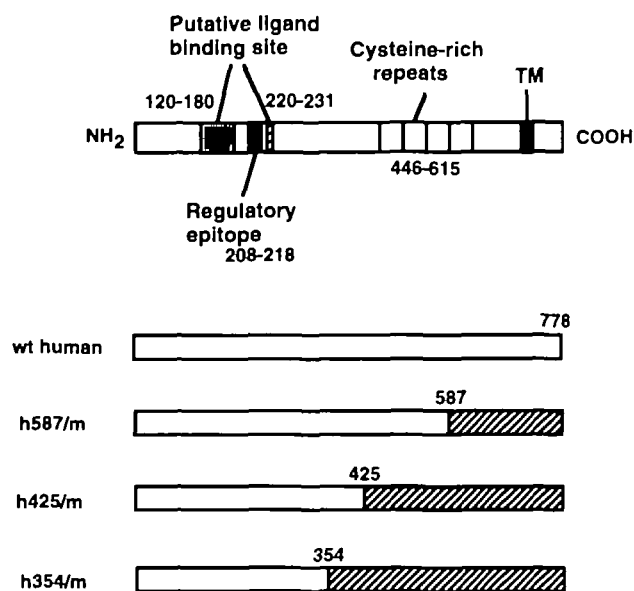 Putative ligand
binding site
Cysteine-rich
repeats
TM
120-180
220-231
NH2
COOH
446-615
Regulatory
epitope
208-218
778
wt human
587
h587/m
425
h425/m
354
h354/m